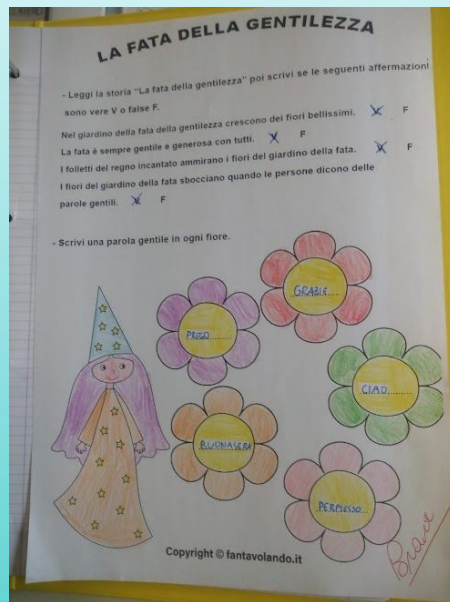 LA FATA DELLA GENTILEZZA
- Leggi la storia "La fata della gentilezza" poi scrivi se le seguenti affermazioni
sono vere V o false F.
Nel giardino della fata della gentilezza crescono dei fiori bellissimi. V F
La fata è sempre gentile e generosa con tutti. V F
I folletti del regno incantato ammirano i fiori del giardino della fata. V F
I fiori del giardino della fata sbocciano quando le persone dicono delle
parole gentili. V F
- Scrivi una parola gentile in ogni fiore.
GRAZIE
PREGO
CIAO
BUONASERA
PERMESSO
Copyright © fantavolando.it